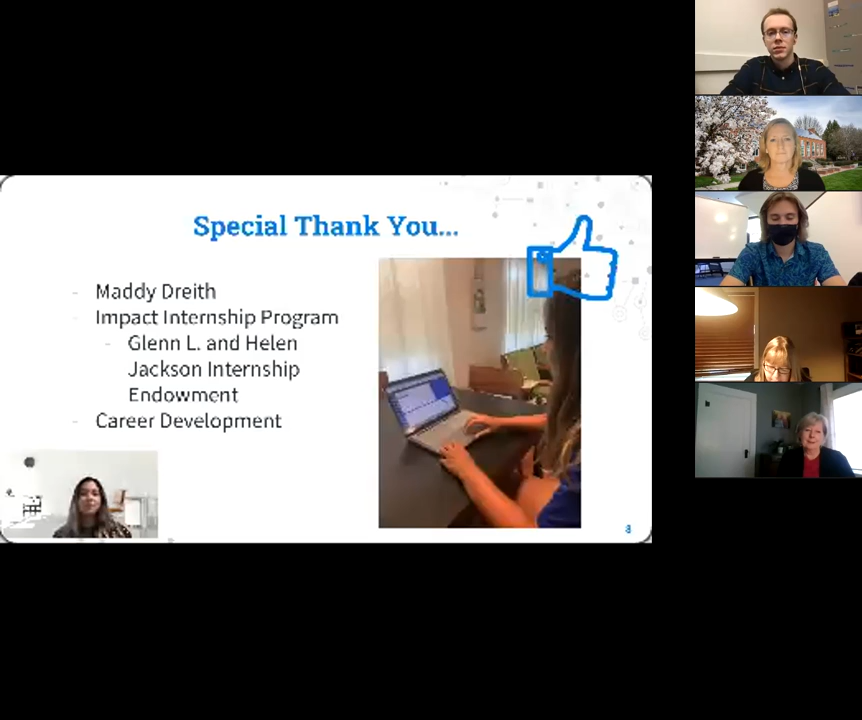 Special Thank You...
- Maddy Dreith
- Impact Internship Program
- Glenn L. and Helen
Jackson Internship
Endowment
- Career Development
8